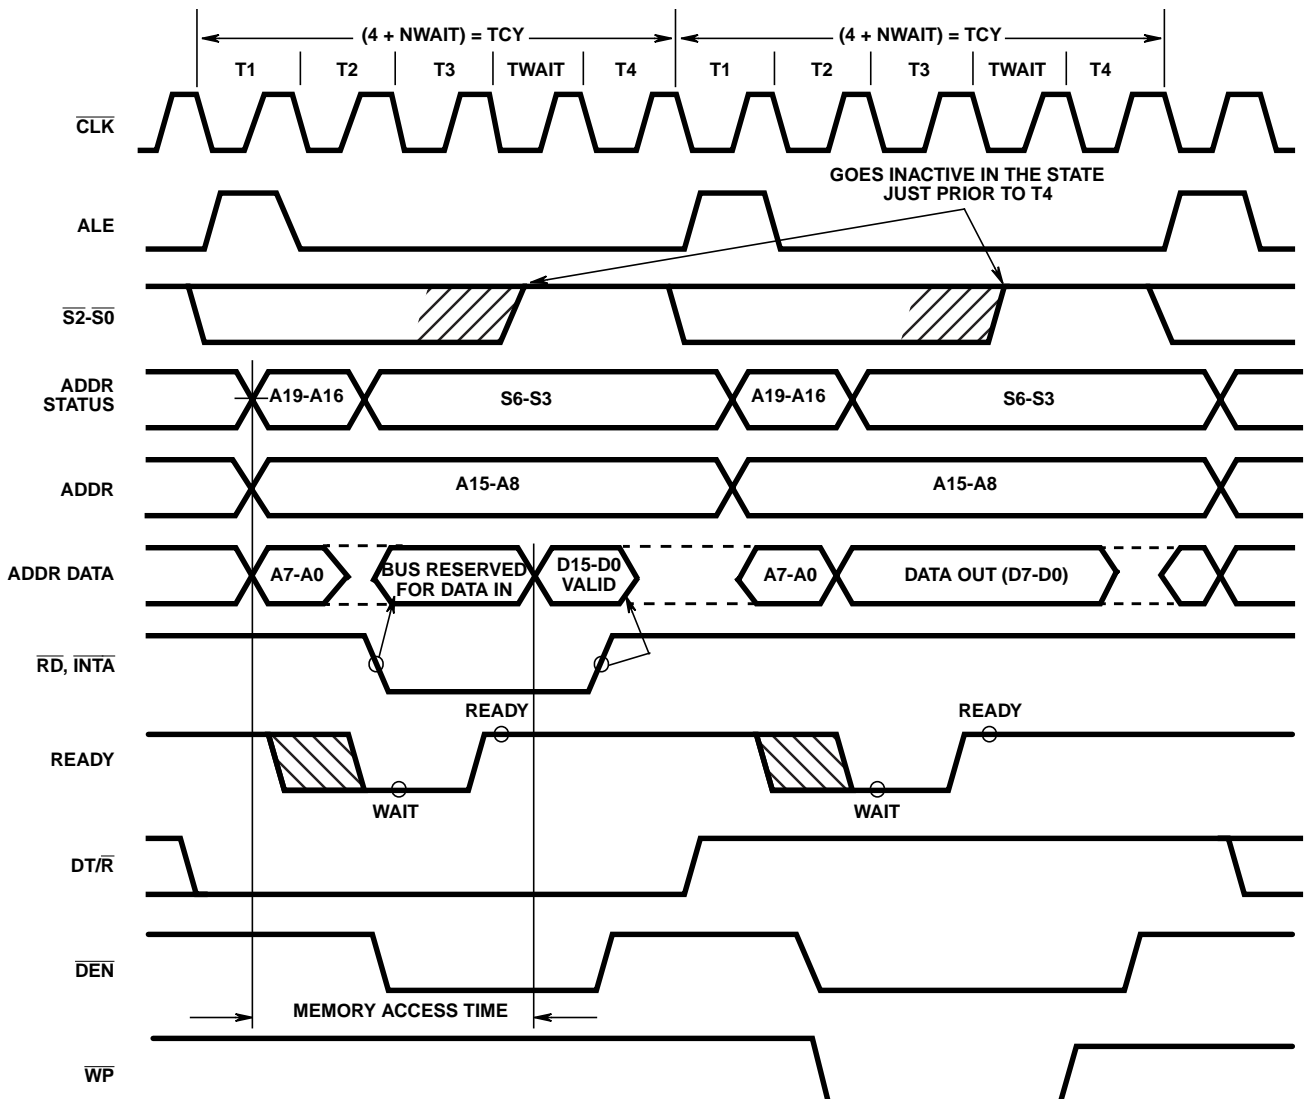 (4 + NWAIT) = TCY (4 + NWAIT) = TCY
T1 T2 T3 TWAIT T4 T1 T2 T3 TWAIT T4
CLK
GOES INACTIVE IN THE STATE
JUST PRIOR TO T4
ALE
S2-S0
ADDR
STATUS
A19-A16 S6-S3 A19-A16 S6-S3
ADDR
A15-A8 A15-A8
ADDR DATA
A7-A0
BUS RESERVED
FOR DATA IN
D15-D0
VALID
A7-A0 DATA OUT (D7-D0)
RD, INTA
READY READY
READY
WAIT WAIT
DT/R
DEN
MEMORY ACCESS TIME
WP